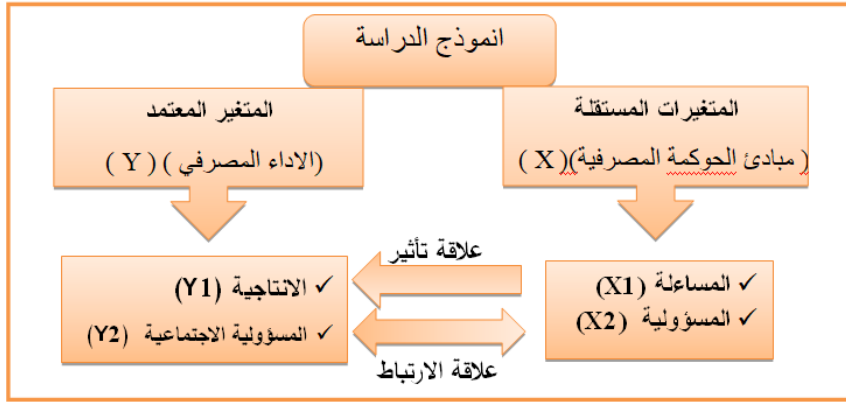 انموذج الدراسة
المتغيرات المستقلة
( مبادئ الحوكمة المصرفية)( X )
المتغير المعتمد
(الاداء المصرفي ) ( Y )
المساءلة (X1)
المسؤولية (X2)
علاقة تأثير
علاقة الارتباط
الانتاجية (Y1)
المسؤولية الاجتماعية (Y2)